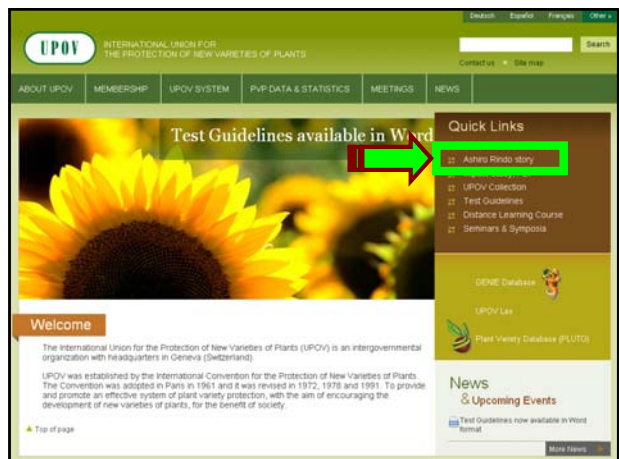 Deutsch Español Français Other
UPOV
INTERNATIONAL UNION FOR
THE PROTECTION OF NEW VARIETIES OF PLANTS
Search
Contact us Site map
ABOUT UPOV MEMBERSHIP UPOV SYSTEM PVP DATA & STATISTICS MEETINGS NEWS
Test Guidelines available in Word
Quick Links
Ashiro Rindo story
UPOV Collection
Test Guidelines
Distance Learning Course
Seminars & Symposia
GENIE Database
UPOV Lex
Plant Variety Database (PLUTO)
Welcome
The International Union for the Protection of New Varieties of Plants (UPOV) is an intergovernmental
organization with headquarters in Geneva (Switzerland).
UPOV was established by the International Convention for the Protection of New Varieties of Plants.
The Convention was adopted in Paris in 1961 and it was revised in 1972, 1978 and 1991. To provide
and promote an effective system of plant variety protection, with the aim of encouraging the
development of new varieties of plants, for the benefit of society.
Top of page
News
& Upcoming Events
Test Guidelines now available in Word
format
More News